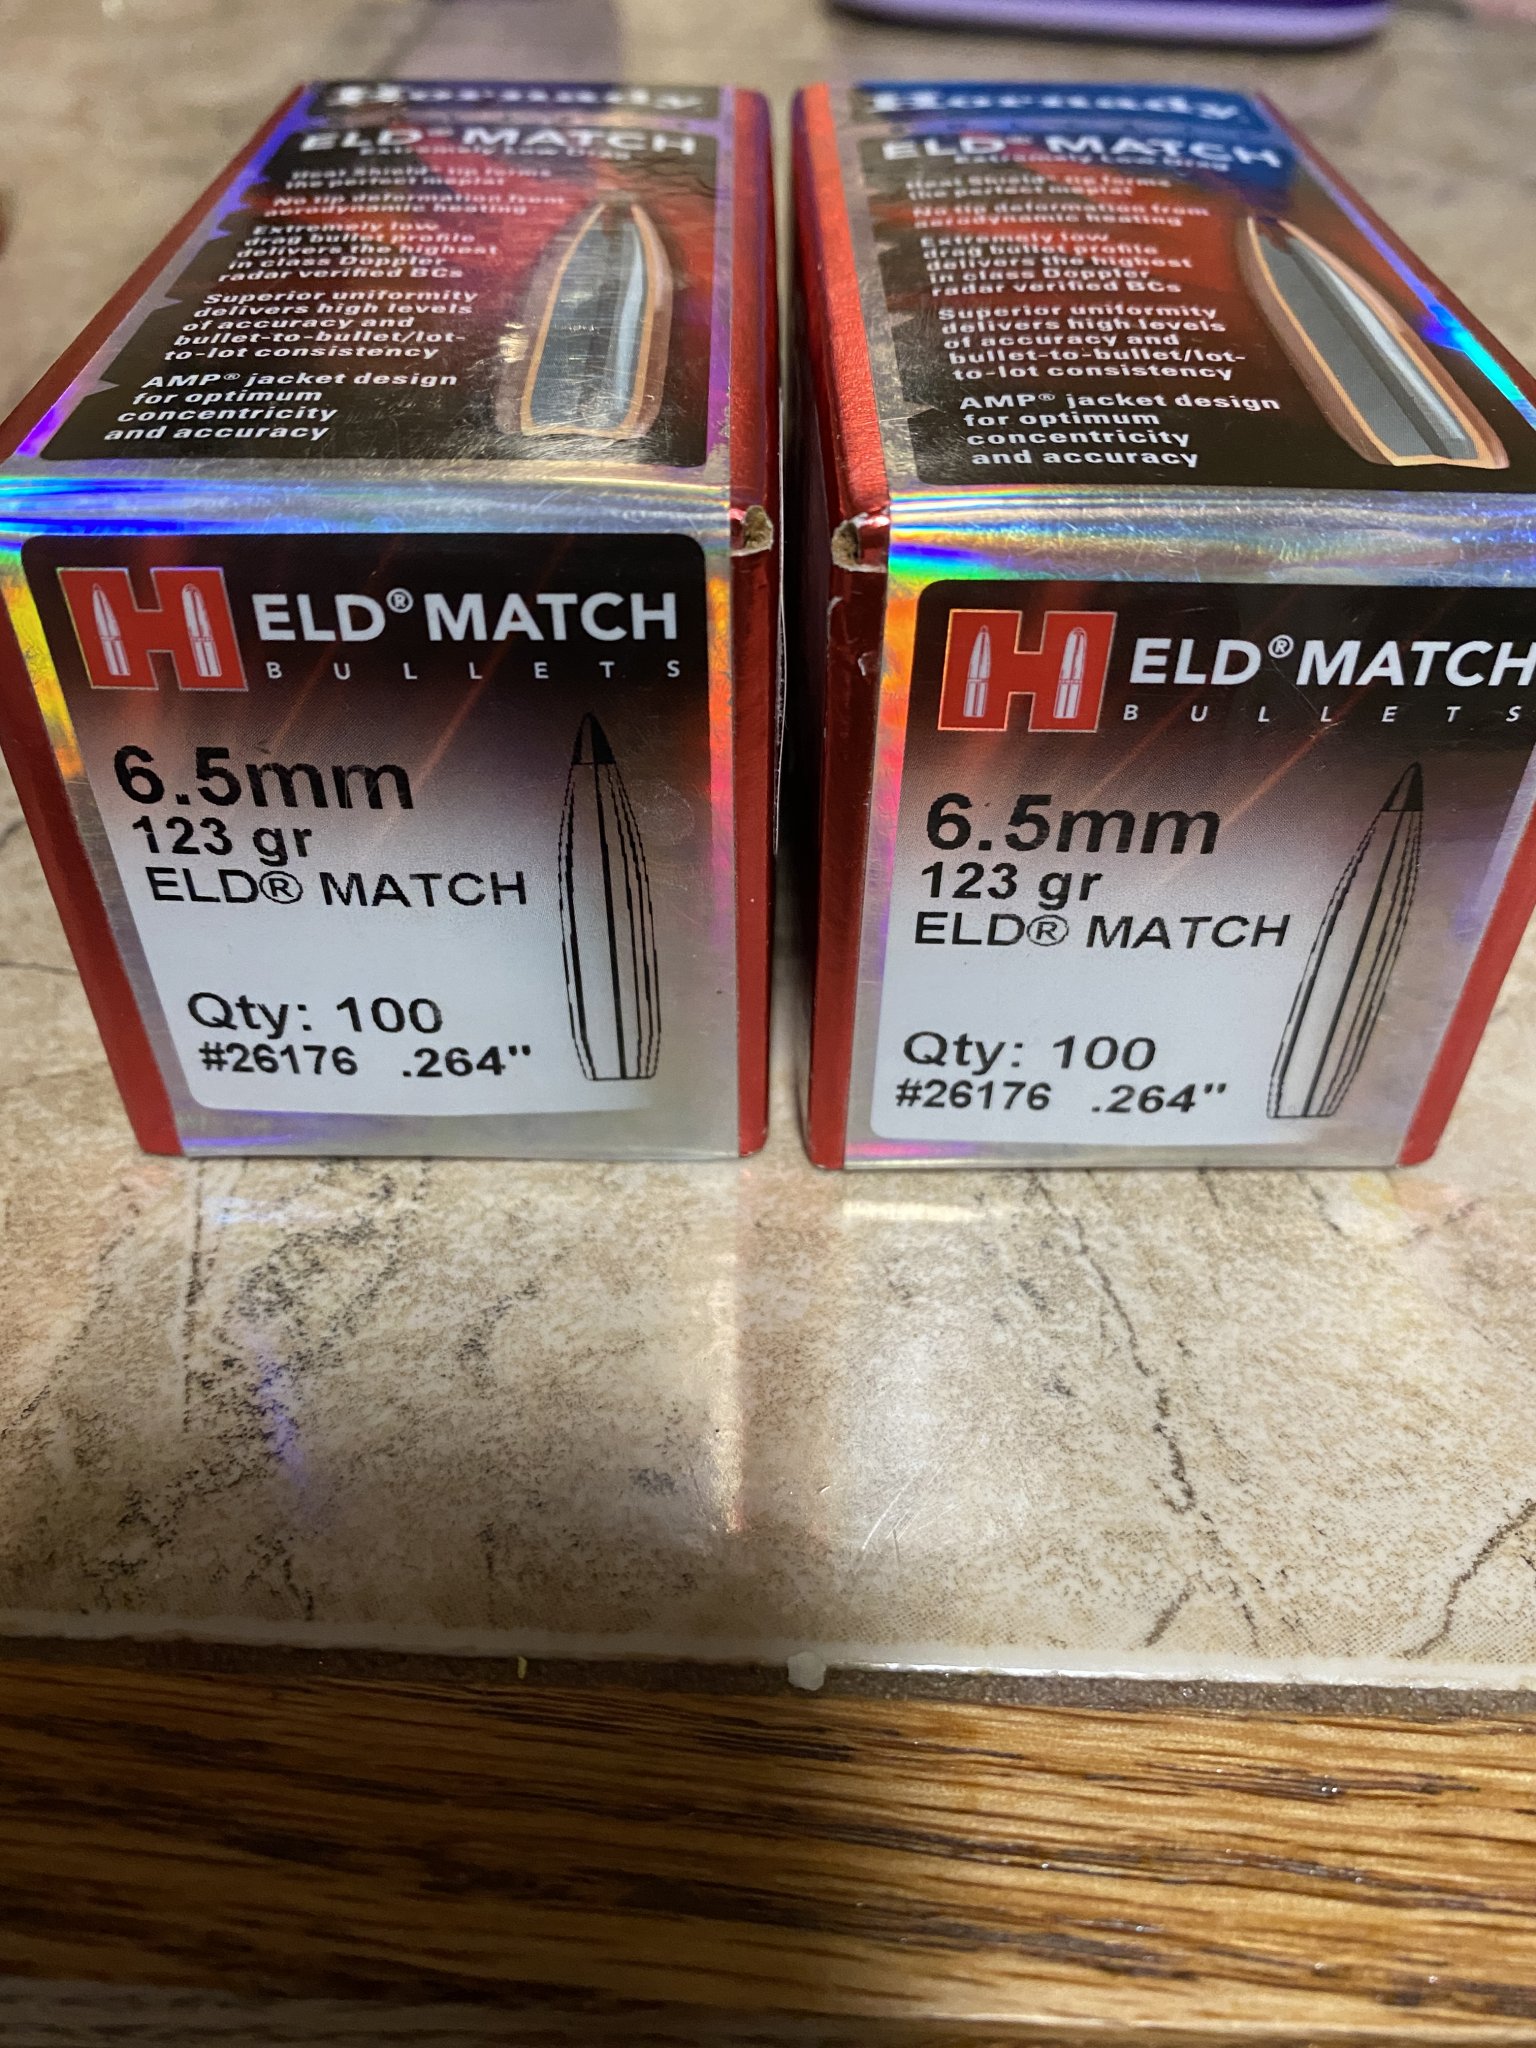 Hornady
ELD® MATCH
Extremely Low Drag
Heat Shield® tip forms
the perfect meplat
No tip deformation from
aerodynamic heating
Extremely low
drag bullet profile
delivers the highest
in class Doppler
radar verified BCs
Superior uniformity
delivers high levels
of accuracy and
bullet-to-bullet/lot-
to-lot consistency
AMP® jacket design
for optimum
concentricity
and accuracy
H ELD® MATCH
BULLETS
6.5mm
123 gr
ELD® MATCH
Qty: 100
#26176 .264"
Hornady
ELD® MATCH
Extremely Low Drag
Heat Shield® tip forms
the perfect meplat
No tip deformation from
aerodynamic heating
Extremely low
drag bullet profile
delivers the highest
in class Doppler
radar verified BCs
Superior uniformity
delivers high levels
of accuracy and
bullet-to-bullet/lot-
to-lot consistency
AMP® jacket design
for optimum
concentricity
and accuracy
H ELD® MATCH
BULLETS
6.5mm
123 gr
ELD® MATCH
Qty: 100
#26176 .264"